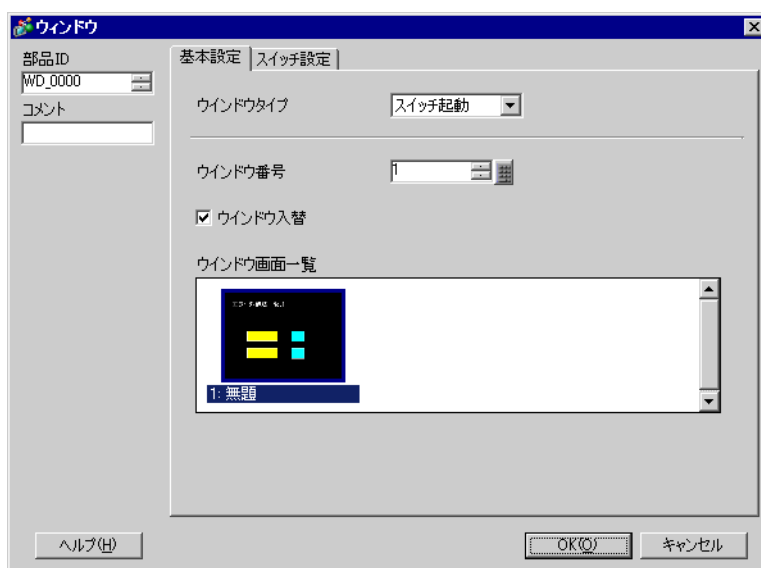 ウィンドウ
部品ID
WD_0000
コメント
基本設定
スイッチ設定
ウインドウタイプ
スイッチ起動
ウインドウ番号
1
ウインドウ入替
ウインドウ画面一覧
1: 無題
ヘルプ(H)
OK(O)
キャンセル